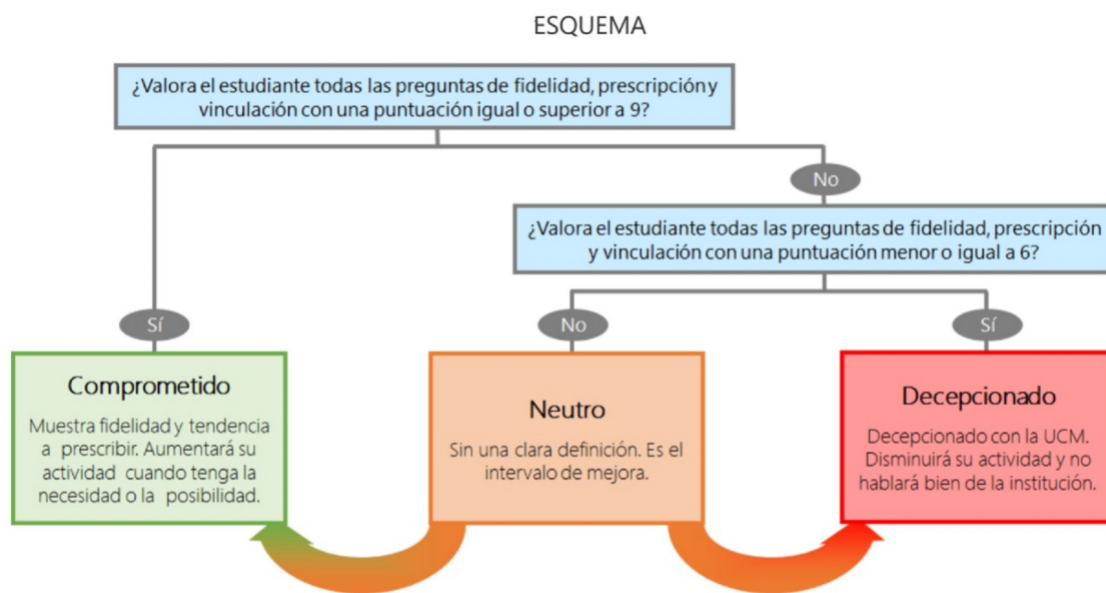 ESQUEMA
¿Valora el estudiante todas las preguntas de fidelidad, prescripción y
vinculación con una puntuación igual o superior a 9?
No
¿Valora el estudiante todas las preguntas de fidelidad, prescripción
y vinculación con una puntuación menor o igual a 6?
Sí
No
Sí
Comprometido
Muestra fidelidad y tendencia
a prescribir. Aumentará su
actividad cuando tenga la
necesidad o la posibilidad.
Neutro
Sin una clara definición. Es el
intervalo de mejora.
Decepcionado
Decepcionado con la UCM.
Disminuirá su actividad y no
hablará bien de la institución.